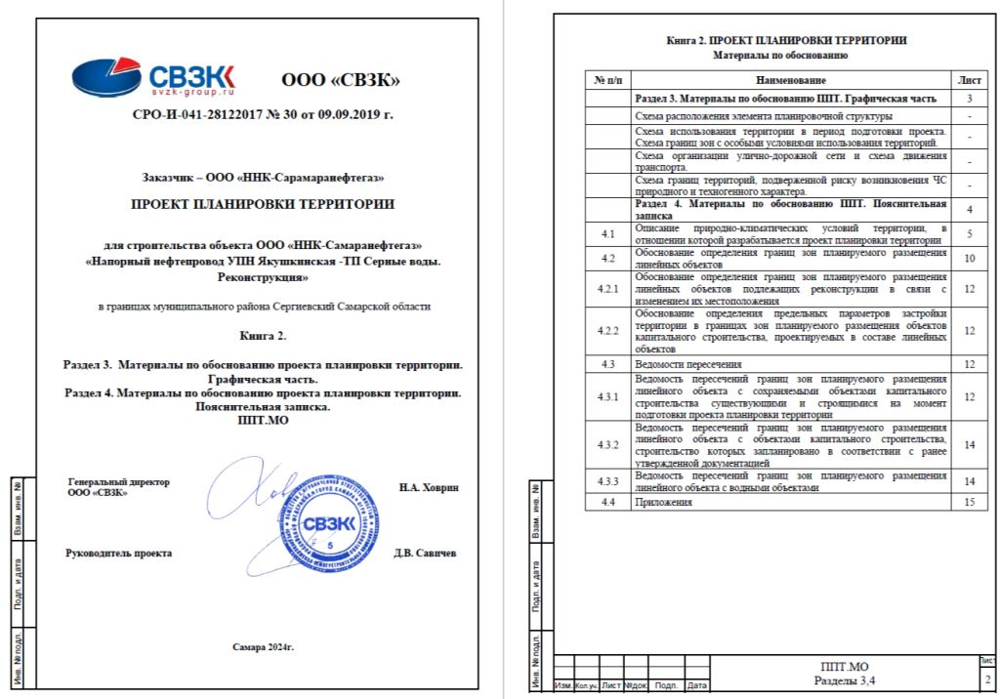 СВЗК
svzk-group.ru
ООО «СВЗК»
СРО-И-041-28122017 № 30 от 09.09.2019 г.
Заказчик – ООО «ННК-Сарамаранефтегаз»
ПРОЕКТ ПЛАНИРОВКИ ТЕРРИТОРИИ
для строительства объекта ООО «ННК-Самаранефтегаз»
«Напорный нефтепровод УПН Якушкинская -ТП Серные воды.
Реконструкция»
в границах муниципального района Сергиевский Самарской области
Книга 2.
Раздел 3. Материалы по обоснованию проекта планировки территории.
Графическая часть.
Раздел 4. Материалы по обоснованию проекта планировки территории.
Пояснительная записка.
ППТ.МО
Генеральный директор
ООО «СВЗК»
Н.А. Ховрин
СВЗК
5
Руководитель проекта
Д.В. Савичев
Самара 2024г.
Взам. инв. №
Подп. и дата
Инв. № подл.
Книга 2. ПРОЕКТ ПЛАНИРОВКИ ТЕРРИТОРИИ
Материалы по обоснованию
№ п/п Наименование Лист
Раздел 3. Материалы по обоснованию ППТ. Графическая часть 3
Схема расположения элемента планировочной структуры -
Схема использования территории в период подготовки проекта.
Схема границ зон с особыми условиями использования территорий. -
Схема организации улично-дорожной сети и схема движения
транспорта. -
Схема границ территорий, подверженной риску возникновения ЧС
природного и техногенного характера. -
Раздел 4. Материалы по обоснованию ППТ. Пояснительная
записка 4
4.1 Описание природно-климатических условий территории, в
отношении которой разрабатывается проект планировки территории 5
4.2 Обоснование определения границ зон планируемого размещения
линейных объектов 10
4.2.1 Обоснование определения границ зон планируемого размещения
линейных объектов подлежащих реконструкции в связи с
изменением их местоположения 12
4.2.2 Обоснование определения предельных параметров застройки
территории в границах зон планируемого размещения объектов
капитального строительства, проектируемых в составе линейных
объектов 12
4.3 Ведомости пересечения 12
4.3.1 Ведомость пересечений границ зон планируемого размещения
линейного объекта с сохраняемыми объектами капитального
строительства существующими и строящимися на момент
подготовки проекта планировки территории 12
4.3.2 Ведомость пересечений границ зон планируемого размещения
линейного объекта с объектами капитального строительства,
строительство которых запланировано в соответствии с ранее
утвержденной документацией 14
4.3.3 Ведомость пересечений границ зон планируемого размещения
линейного объекта с водными объектами 14
4.4 Приложения 15
Взам. инв. №
Подп. и дата
Инв. № подл.
Изм. Кол.уч. Лист №док Подп. Дата
ППТ.МО
Разделы 3,4
Лист
2